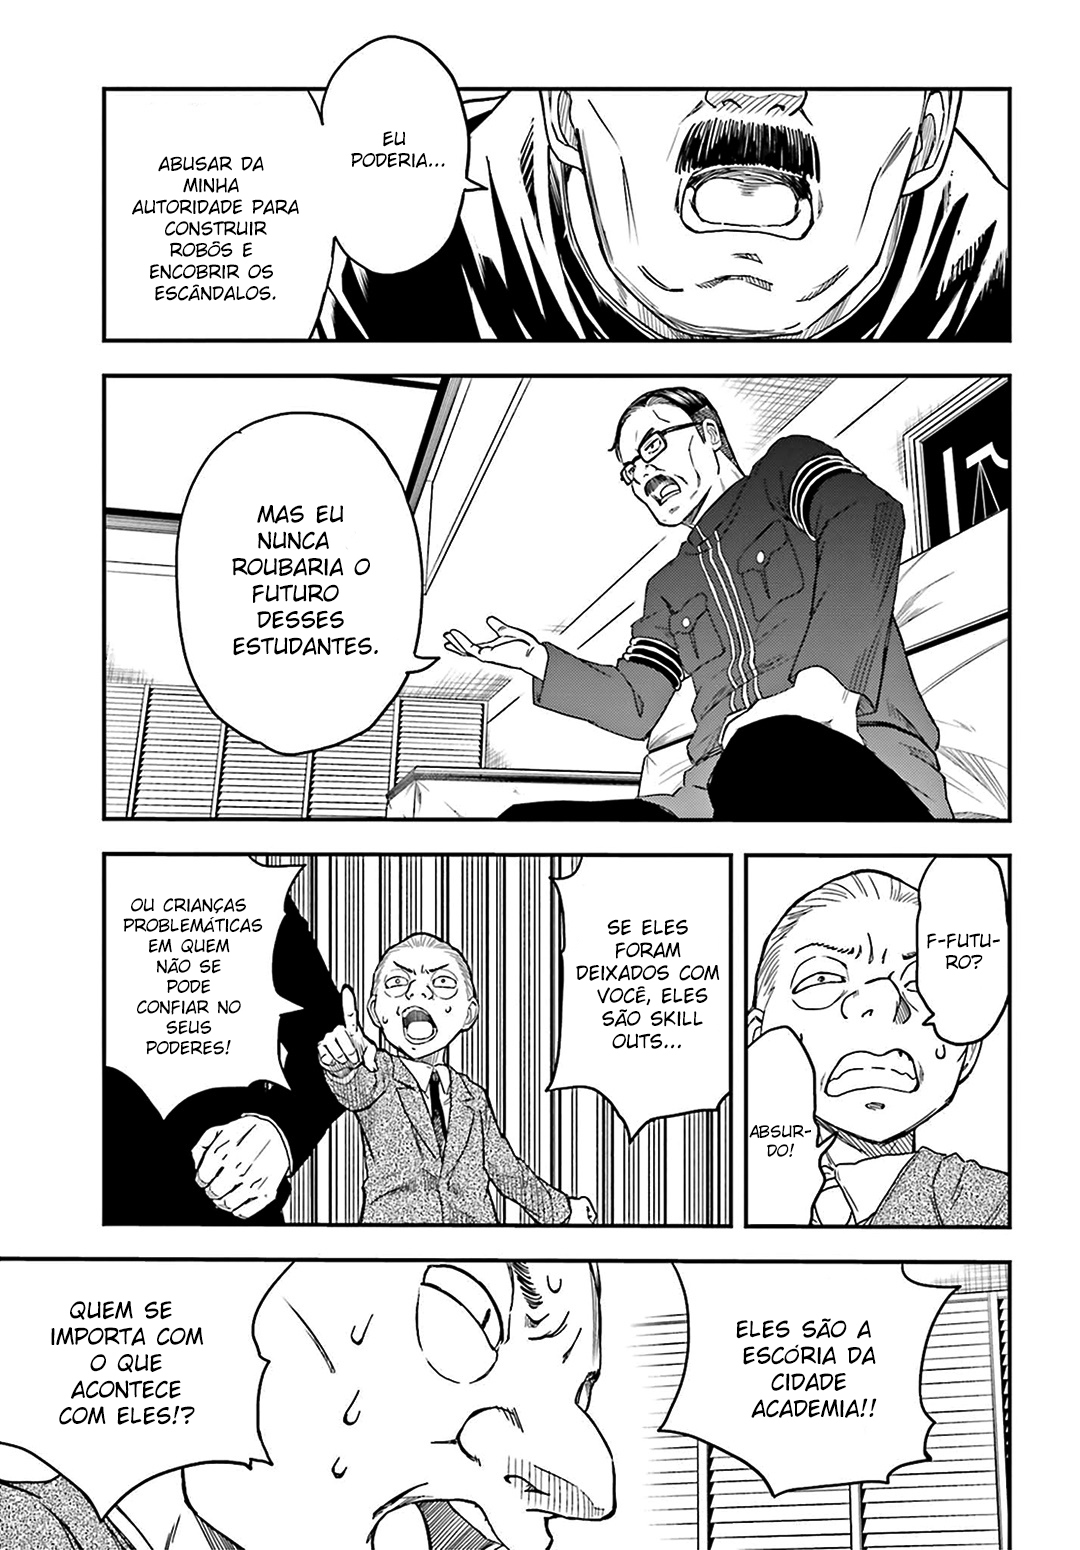 EU
PODERIA...
ABUSAR DA
MINHA
AUTORIDADE PARA
CONSTRUIR
ROBÔS E
ENCOBRIR OS
ESCÂNDALOS.
MAS EU
NUNCA
ROUBARIA O
FUTURO
DESSES
ESTUDANTES.
F-FUTU-
RO?
ABSUR-
DO!
SE ELES
FORAM
DEIXADOS COM
VOCÊ, ELES
SÃO SKILL
OUTS...
OU CRIANÇAS
PROBLEMÁTICAS
EM QUEM
NÃO SE
PODE
CONFIAR NO
SEUS
PODERES!
ELES SÃO A
ESCÓRIA DA
CIDADE
ACADEMIA!!
QUEM SE
IMPORTA COM
O QUE
ACONTECE
COM ELES!?